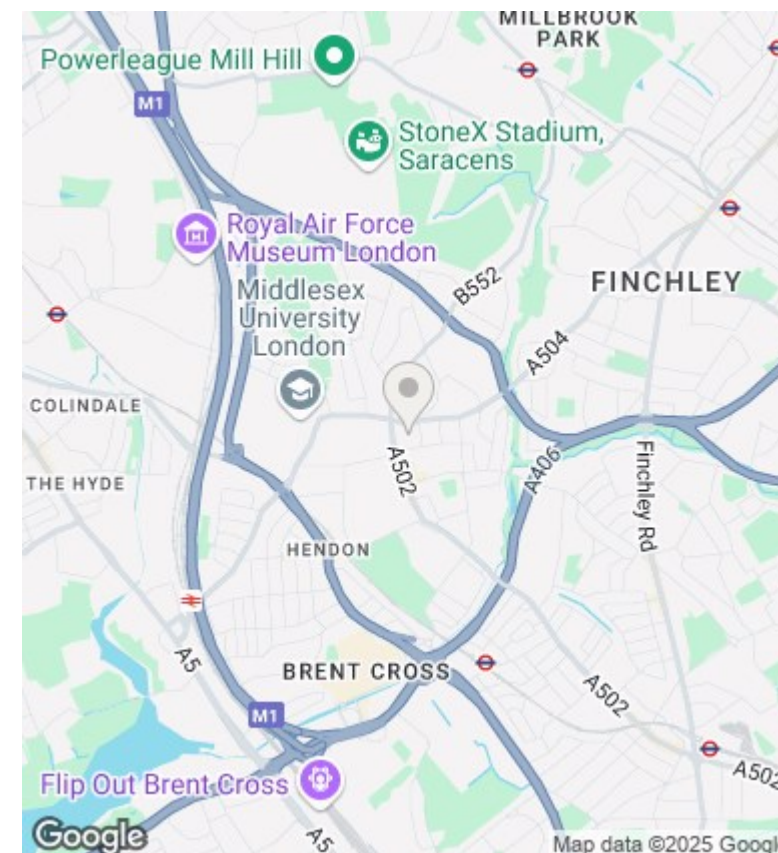 MILLBROOK
PARK
Powerleague Mill Hill
M1
StoneX Stadium,
Saracens
Royal Air Force
Museum London
B552
FINCHLEY
Middlesex
University
London
A504
COLINDALE
A502
A406
THE HYDE
Finchley Rd
HENDON
A5
BRENT CROSS
A502
M1
A502
Flip Out Brent Cross
A5
Google
Map data ©2025 Google